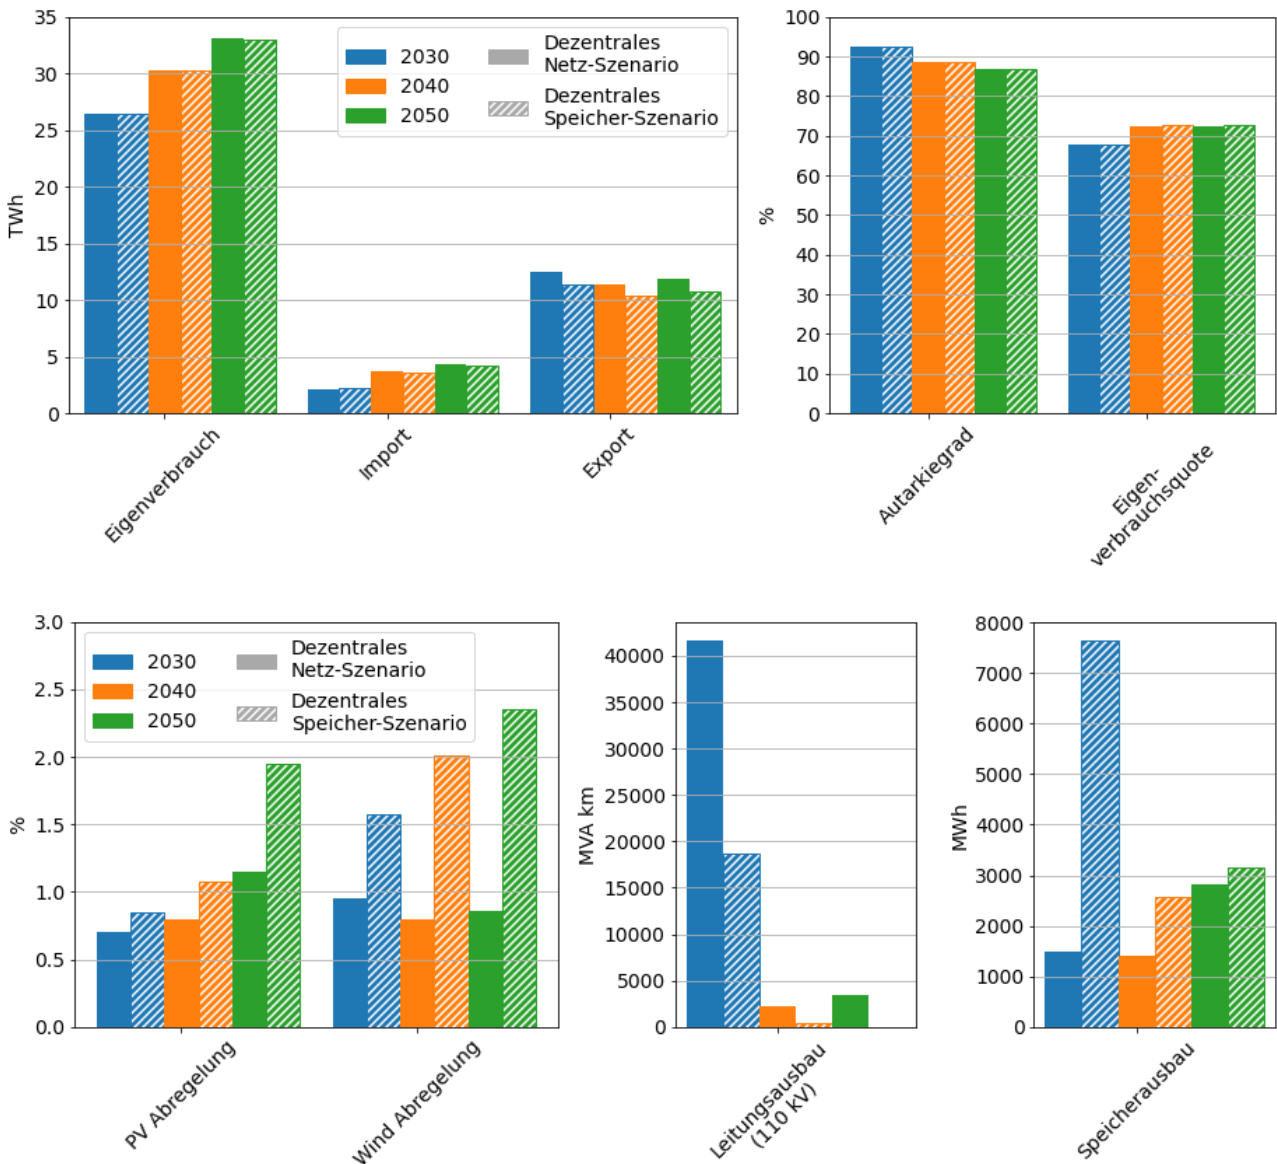 35
30
25
20
15
10
5
0
TWh
2030
2040
2050
Dezentrales
Netz-Szenario
Dezentrales
Speicher-Szenario
Eigenverbrauch
Import
Export
100
90
80
70
60
50
40
30
20
10
0
%
Autarkiegrad
Eigen-
verbrauchsquote
3.0
2.5
2.0
1.5
1.0
0.5
0.0
%
2030
2040
2050
Dezentrales
Netz-Szenario
Dezentrales
Speicher-Szenario
PV Abregelung
Wind Abregelung
40000
35000
30000
25000
20000
15000
10000
5000
0
MVA km
Leitungsausbau
(110 kV)
8000
7000
6000
5000
4000
3000
2000
1000
0
MWh
Speicherausbau